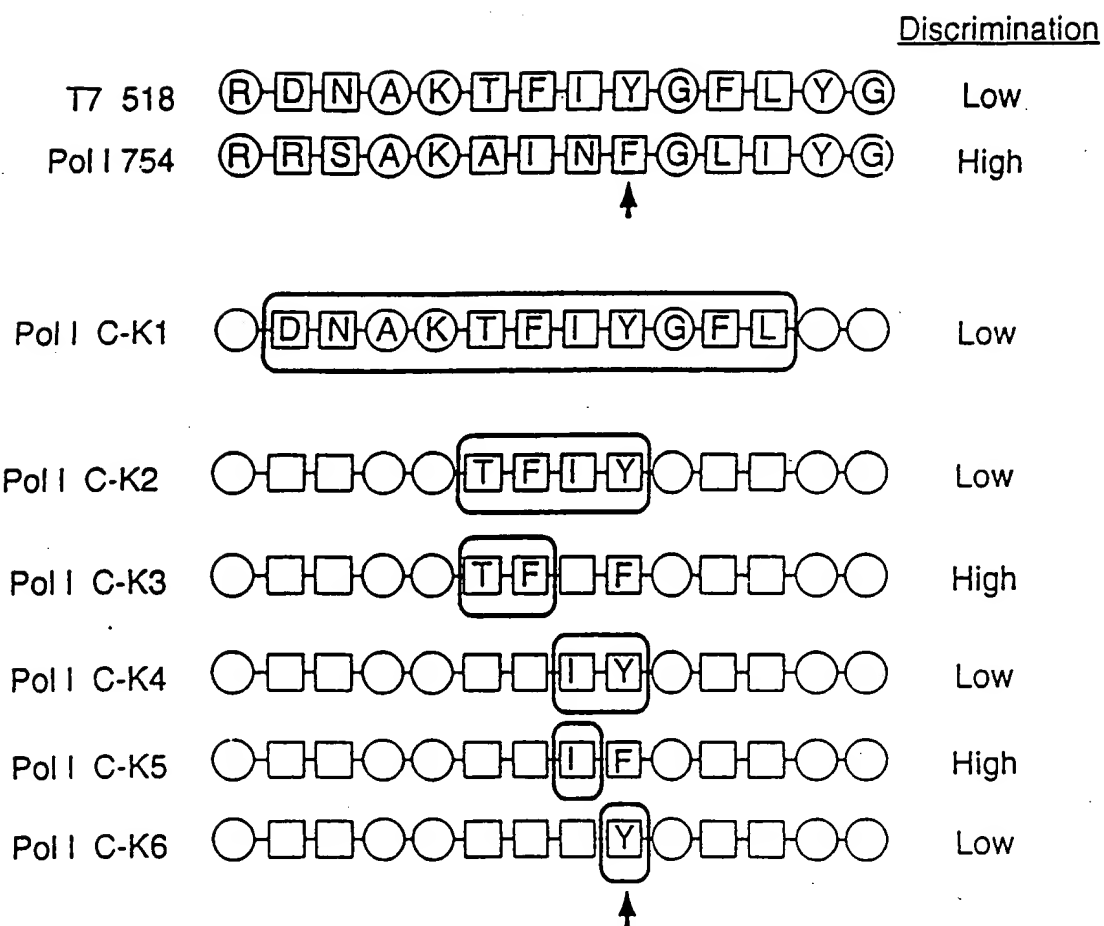 Discrimination
T7 518 R D N A K T F I Y G F L Y G Low
Pol I 754 R R S A K A I N F G L I Y G High
Pol I C-K1 D N A K T F I Y G F L Low
Pol I C-K2 T F I Y Low
Pol I C-K3 T F F High
Pol I C-K4 I Y Low
Pol I C-K5 I F High
Pol I C-K6 Y Low